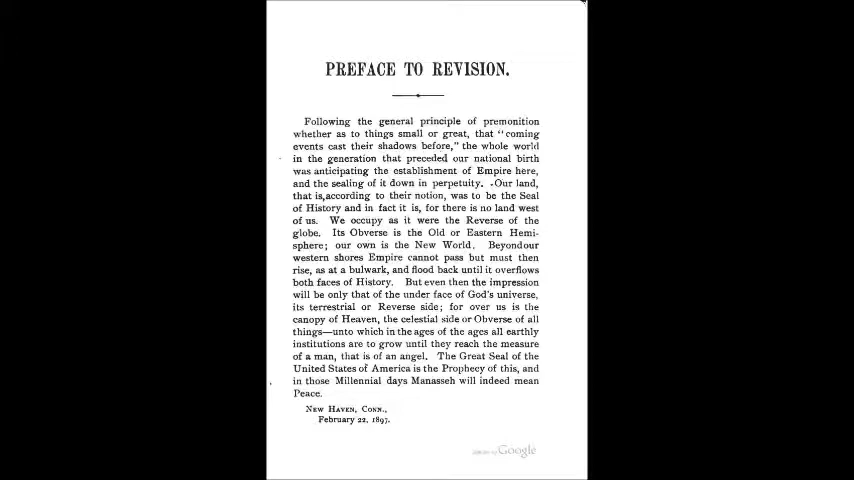 PREFACE TO REVISION.
Following the general principle of premonition
whether as to things small or great, that "coming
events cast their shadows before," the whole world
in the generation that preceded our national birth
was anticipating the establishment of Empire here,
and the sealing of it down in perpetuity. Our land,
that is, according to their notion, was to be the Seal
of History and in fact it is, for there is no land west
of us. We occupy as it were the Reverse of the
globe. Its Obverse is the Old or Eastern Hemi-
sphere; our own is the New World. Beyond our
western shores Empire cannot pass but must then
rise, as at a bulwark, and flood back until it overflows
both faces of History. But even then the impression
will be only that of the under face of God's universe,
its terrestrial or Reverse side; for over us is the
canopy of Heaven, the celestial side or Obverse of all
things—unto which in the ages of the ages all earthly
institutions are to grow until they reach the measure
of a man, that is of an angel. The Great Seal of the
United States of America is the Prophecy of this, and
in those Millennial days Manasseh will indeed mean
Peace.
NEW HAVEN, CONN.,
February 22, 1897.
Google